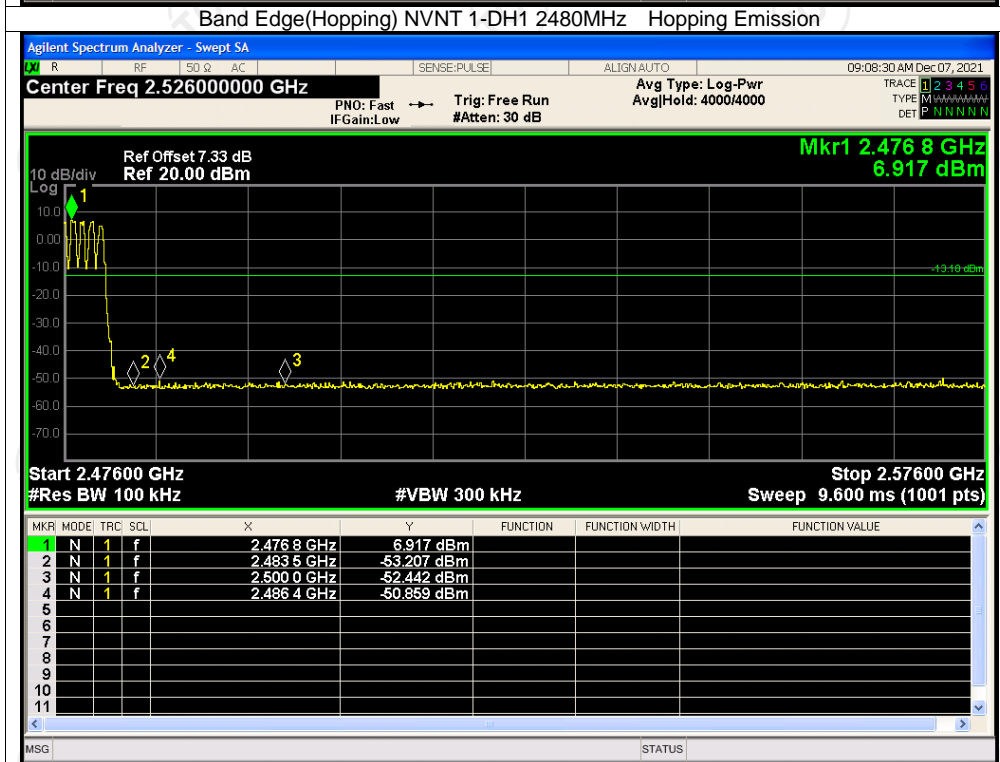 Band Edge(Hopping) NVNT 1-DH1 2480MHz Hopping Emission
Agilent Spectrum Analyzer - Swept SA
LXI R RF 50 Ω AC SENSE:PULSE ALIGN AUTO 09:08:30 AM Dec 07, 2021
Center Freq 2.526000000 GHz
PNO: Fast
IFGain:Low
Trig: Free Run
#Atten: 30 dB
Avg Type: Log-Pwr
Avg|Hold: 4000/4000
TRACE 1 2 3 4 5 6
TYPE M W W W W W
DET P N N N N N
Mkr1 2.476 8 GHz
6.917 dBm
Ref Offset 7.33 dB
10 dB/div Ref 20.00 dBm
Log
1
10.0
0.00
-10.0
-13.10 dBm
-20.0
-30.0
-40.0
2 4 3
-50.0
-60.0
-70.0
Start 2.47600 GHz Stop 2.57600 GHz
#Res BW 100 kHz #VBW 300 kHz Sweep 9.600 ms (1001 pts)
MKR MODE TRC SCL X Y FUNCTION FUNCTION WIDTH FUNCTION VALUE
1 N 1 f 2.476 8 GHz 6.917 dBm
2 N 1 f 2.483 5 GHz -53.207 dBm
3 N 1 f 2.500 0 GHz -52.442 dBm
4 N 1 f 2.486 4 GHz -50.859 dBm
5
6
7
8
9
10
11
MSG STATUS